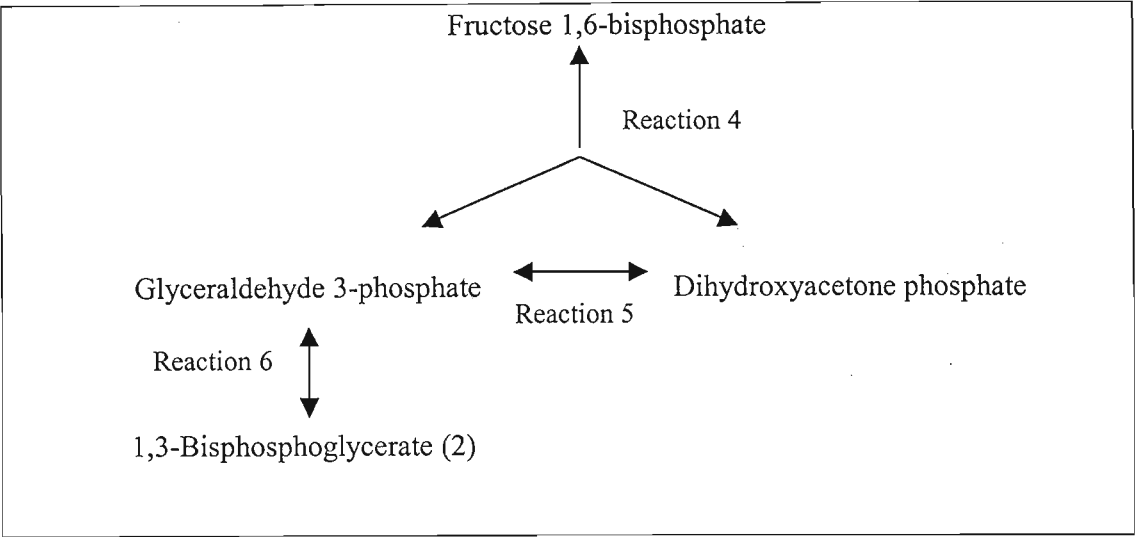 Fructose 1,6-bisphosphate
Reaction 4
Glyceraldehyde 3-phosphate
Dihydroxyacetone phosphate
Reaction 5
Reaction 6
1,3-Bisphosphoglycerate (2)